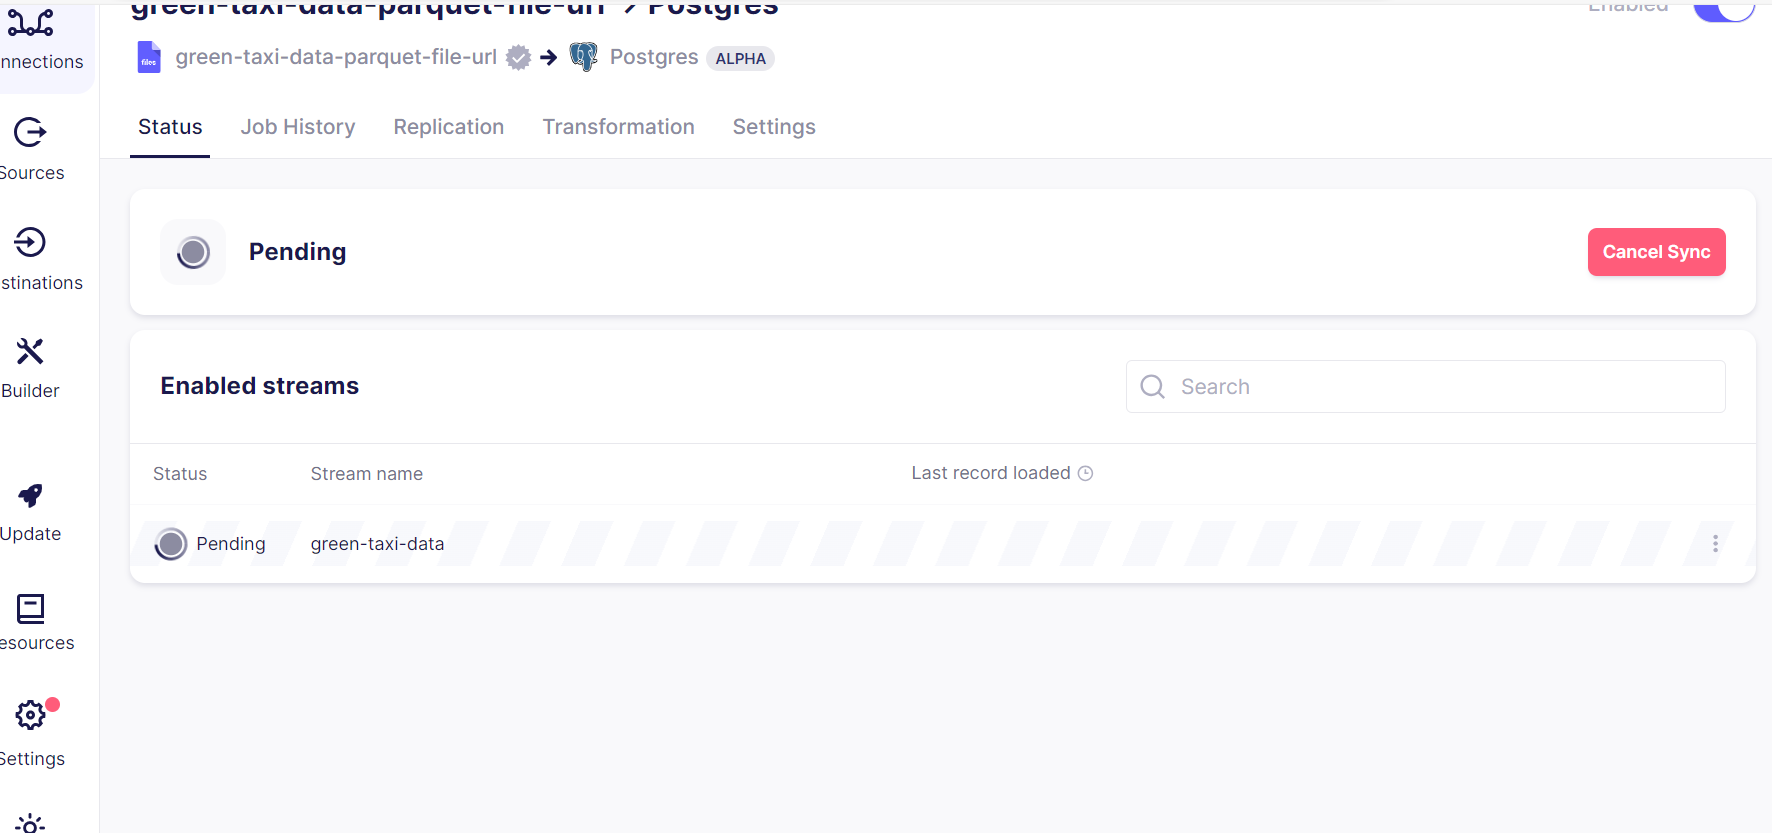 green-taxi-data-parquet-file-url → Postgres
Enabled
files green-taxi-data-parquet-file-url → Postgres ALPHA
Status Job History Replication Transformation Settings
nnections
Sources
stinations
Builder
Update
esources
Settings
Pending
Cancel Sync
Enabled streams
Search
Status Stream name Last record loaded
Pending green-taxi-data